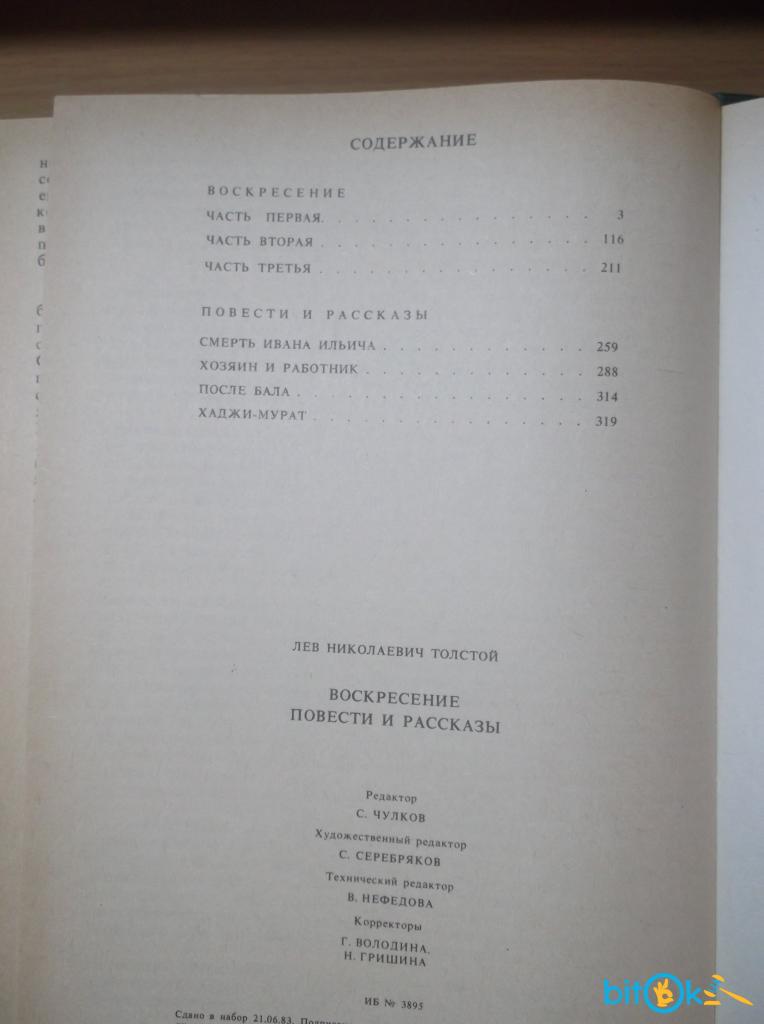 СОДЕРЖАНИЕ
ВОСКРЕСЕНИЕ
ЧАСТЬ ПЕРВАЯ. . . . . . . . . . . . . . . . 3
ЧАСТЬ ВТОРАЯ . . . . . . . . . . . . . . . 116
ЧАСТЬ ТРЕТЬЯ . . . . . . . . . . . . . . . 211
ПОВЕСТИ И РАССКАЗЫ
СМЕРТЬ ИВАНА ИЛЬИЧА . . . . . . . . . . . . 259
ХОЗЯИН И РАБОТНИК . . . . . . . . . . . . . 288
ПОСЛЕ БАЛА . . . . . . . . . . . . . . . . 314
ХАДЖИ-МУРАТ . . . . . . . . . . . . . . . 319
ЛЕВ НИКОЛАЕВИЧ ТОЛСТОЙ
ВОСКРЕСЕНИЕ
ПОВЕСТИ И РАССКАЗЫ
Редактор
С. ЧУЛКОВ
Художественный редактор
С. СЕРЕБРЯКОВ
Технический редактор
В. НЕФЕДОВА
Корректоры
Г. ВОЛОДИНА,
Н. ГРИШИНА
ИБ № 3895
Сдано в набор 21.06.83.
bitOk